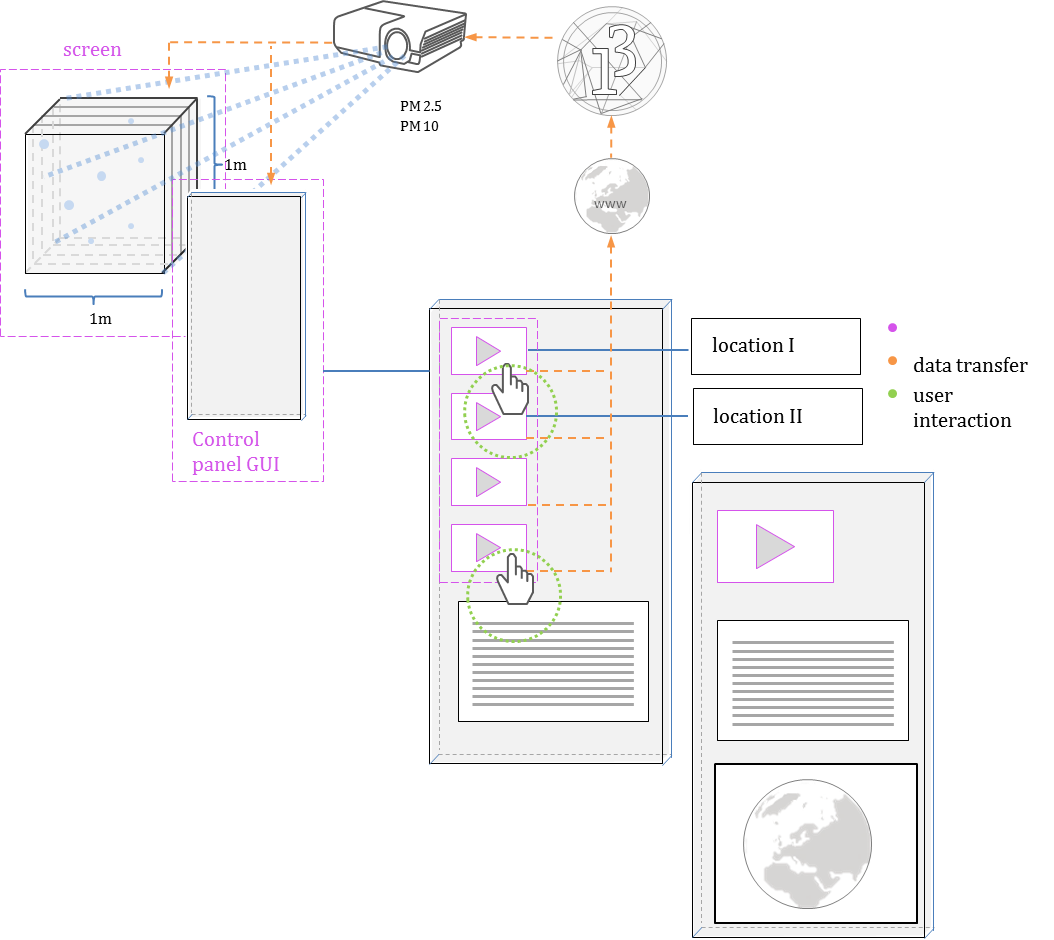 screen
PM 2.5
PM 10
13
1m
www
1m
location I
data transfer
location II
user
interaction
Control
panel GUI